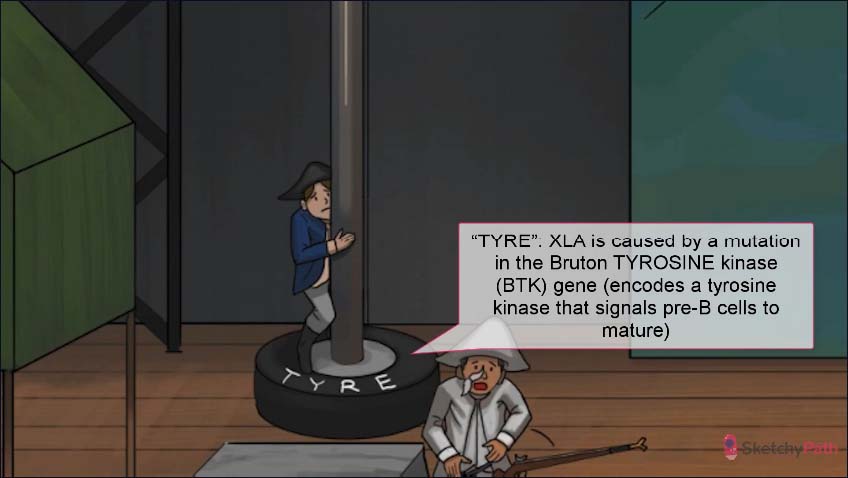 “TYRE”. XLA is caused by a mutation
in the Bruton TYROSINE kinase
(BTK) gene (encodes a tyrosine
kinase that signals pre-B cells to
mature)
TYRE
SketchyPath